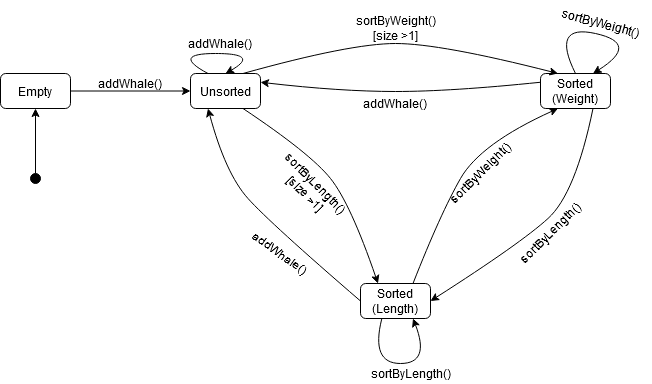 sortByWeight()
[size >1]
sortByWeight()
addWhale()
addWhale()
Empty
Unsorted
Sorted
(Weight)
addWhale()
sortByLength()
[size >1]
sortByWeight()
sortByLength()
addWhale()
Sorted
(Length)
sortByLength()